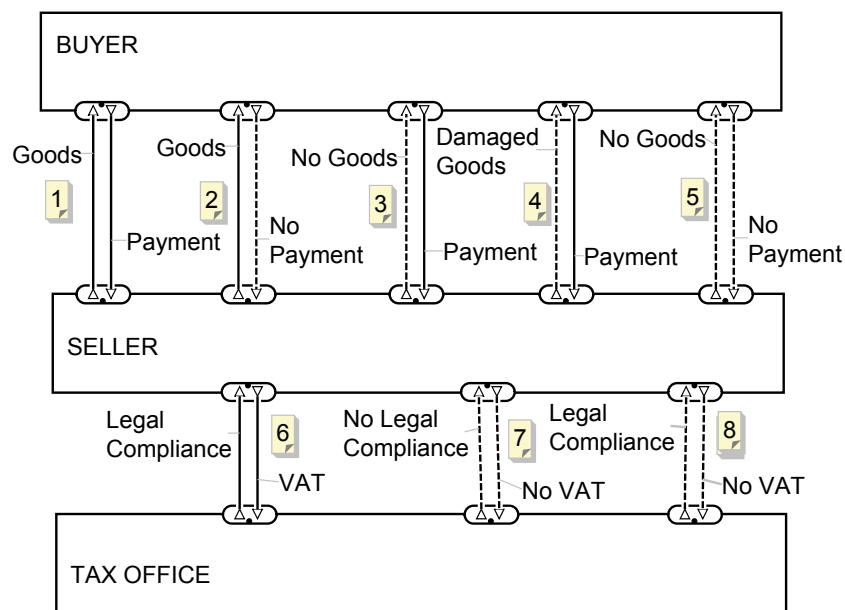 BUYER
Goods
Goods
No Goods
Damaged
Goods
No Goods
1
2
3
4
5
Payment
No
Payment
Payment
Payment
No
Payment
SELLER
Legal
Compliance
6
VAT
No Legal
Compliance
7
No VAT
Legal
Compliance
8
No VAT
TAX OFFICE